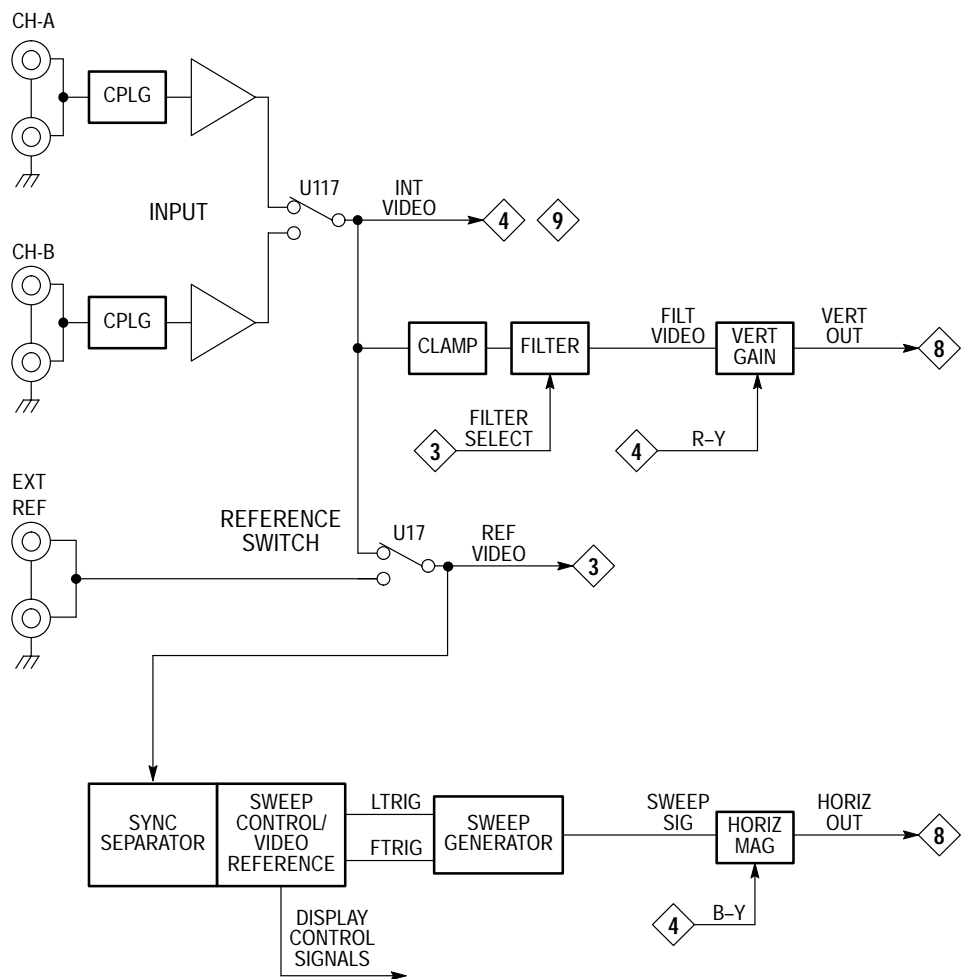 CH-A
CPLG
INPUT
U117
INT
VIDEO
4
9
CH-B
CPLG
CLAMP
FILTER
FILT
VIDEO
VERT
GAIN
VERT
OUT
8
3
FILTER
SELECT
4
R–Y
EXT
REF
REFERENCE
SWITCH
U17
REF
VIDEO
3
SYNC
SEPARATOR
SWEEP
CONTROL/
VIDEO
REFERENCE
LTRIG
FTRIG
SWEEP
GENERATOR
SWEEP
SIG
HORIZ
MAG
HORIZ
OUT
8
4
B–Y
DISPLAY
CONTROL
SIGNALS